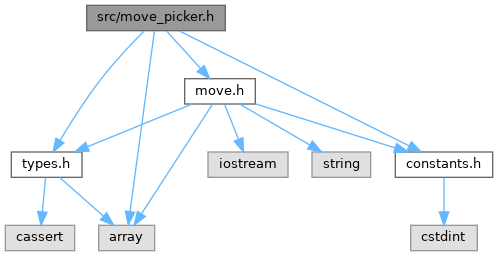 src/move_picker.h
move.h
types.h
iostream
string
constants.h
cassert
array
cstdint